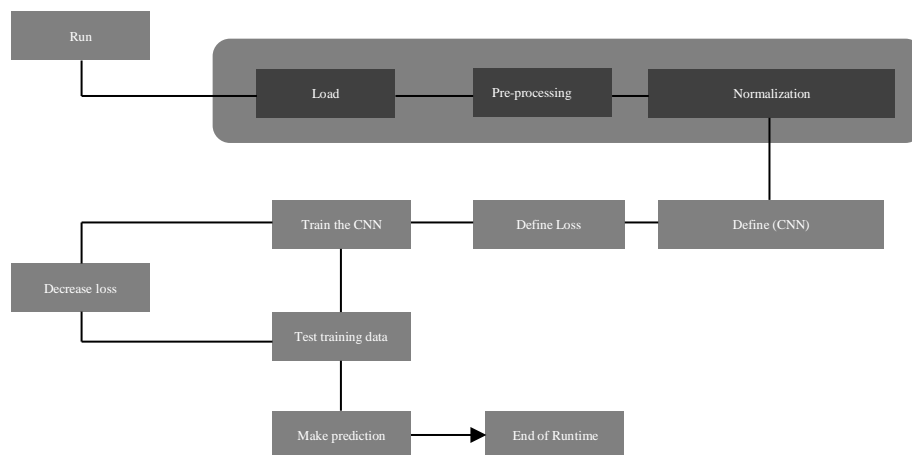 Run
Load
Pre-processing
Normalization
Define (CNN)
Define Loss
Train the CNN
Decrease loss
Test training data
Make prediction
End of Runtime